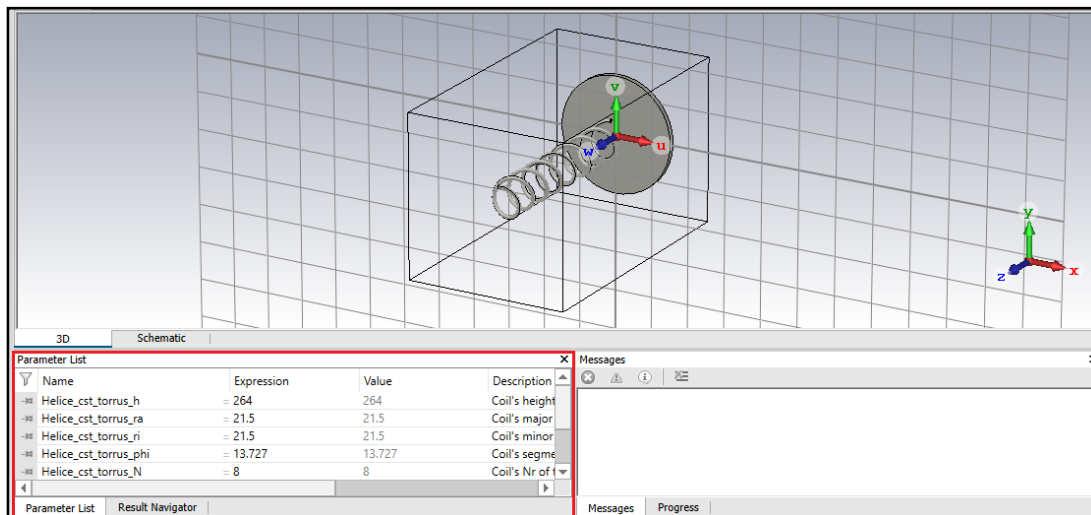 v
w
u
y
z
x
3D Schematic
Parameter List
Name Expression Value Description
Helice_cst_torrus_h = 264 264 Coil's height
Helice_cst_torrus_ra = 21.5 21.5 Coil's major
Helice_cst_torrus_ri = 21.5 21.5 Coil's minor
Helice_cst_torrus_phi = 13.727 13.727 Coil's segme
Helice_cst_torrus_N = 8 8 Coil's Nr of
Parameter List Result Navigator
Messages
Messages Progress